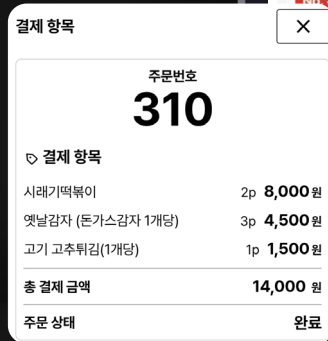 결제 항목
주문번호
310
결제 항목
시래기떡볶이 2p 8,000원
옛날감자 (돈가스감자 1개당) 3p 4,500원
고기 고추튀김(1개당) 1p 1,500원
총 결제 금액 14,000 원
주문 상태 완료